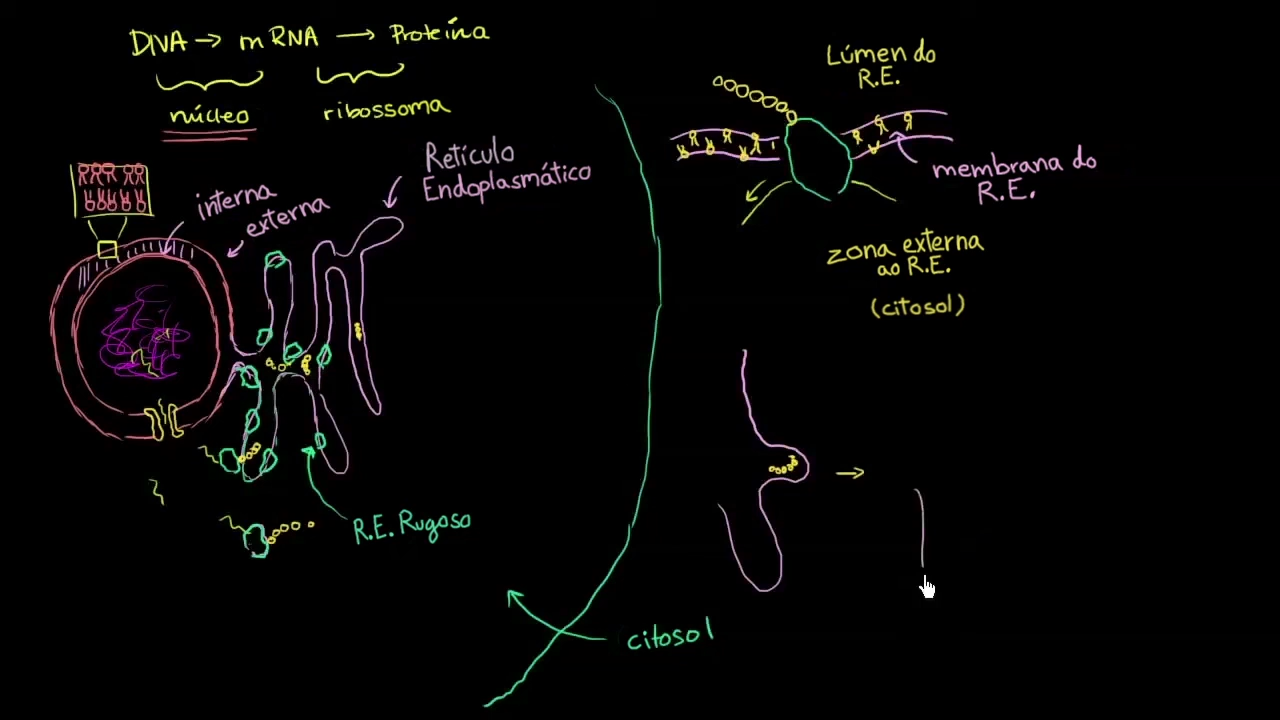 DNA → mRNA → Proteína
núcleo
ribossoma
interna
externa
Retículo
Endoplasmático
R.E. Rugoso
citosol
Lúmen do
R.E.
membrana do
R.E.
zona externa
ao R.E.
(citosol)